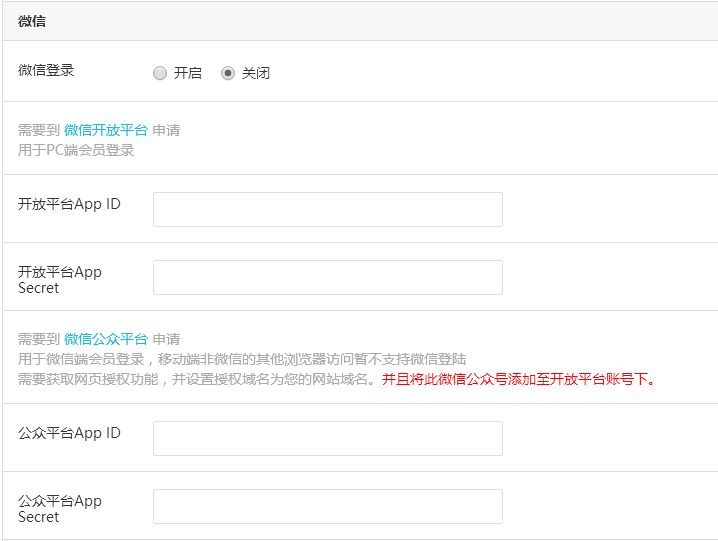 微信
微信登录 开启 关闭
需要到 微信开放平台 申请
用于PC端会员登录
开放平台App ID
开放平台App
Secret
需要到 微信公众平台 申请
用于微信端会员登录，移动端非微信的其他浏览器访问暂不支持微信登陆
需要获取网页授权功能，并设置授权域名为您的网站域名。并且将此微信公众号添加至开放平台账号下。
公众平台App ID
公众平台App
Secret